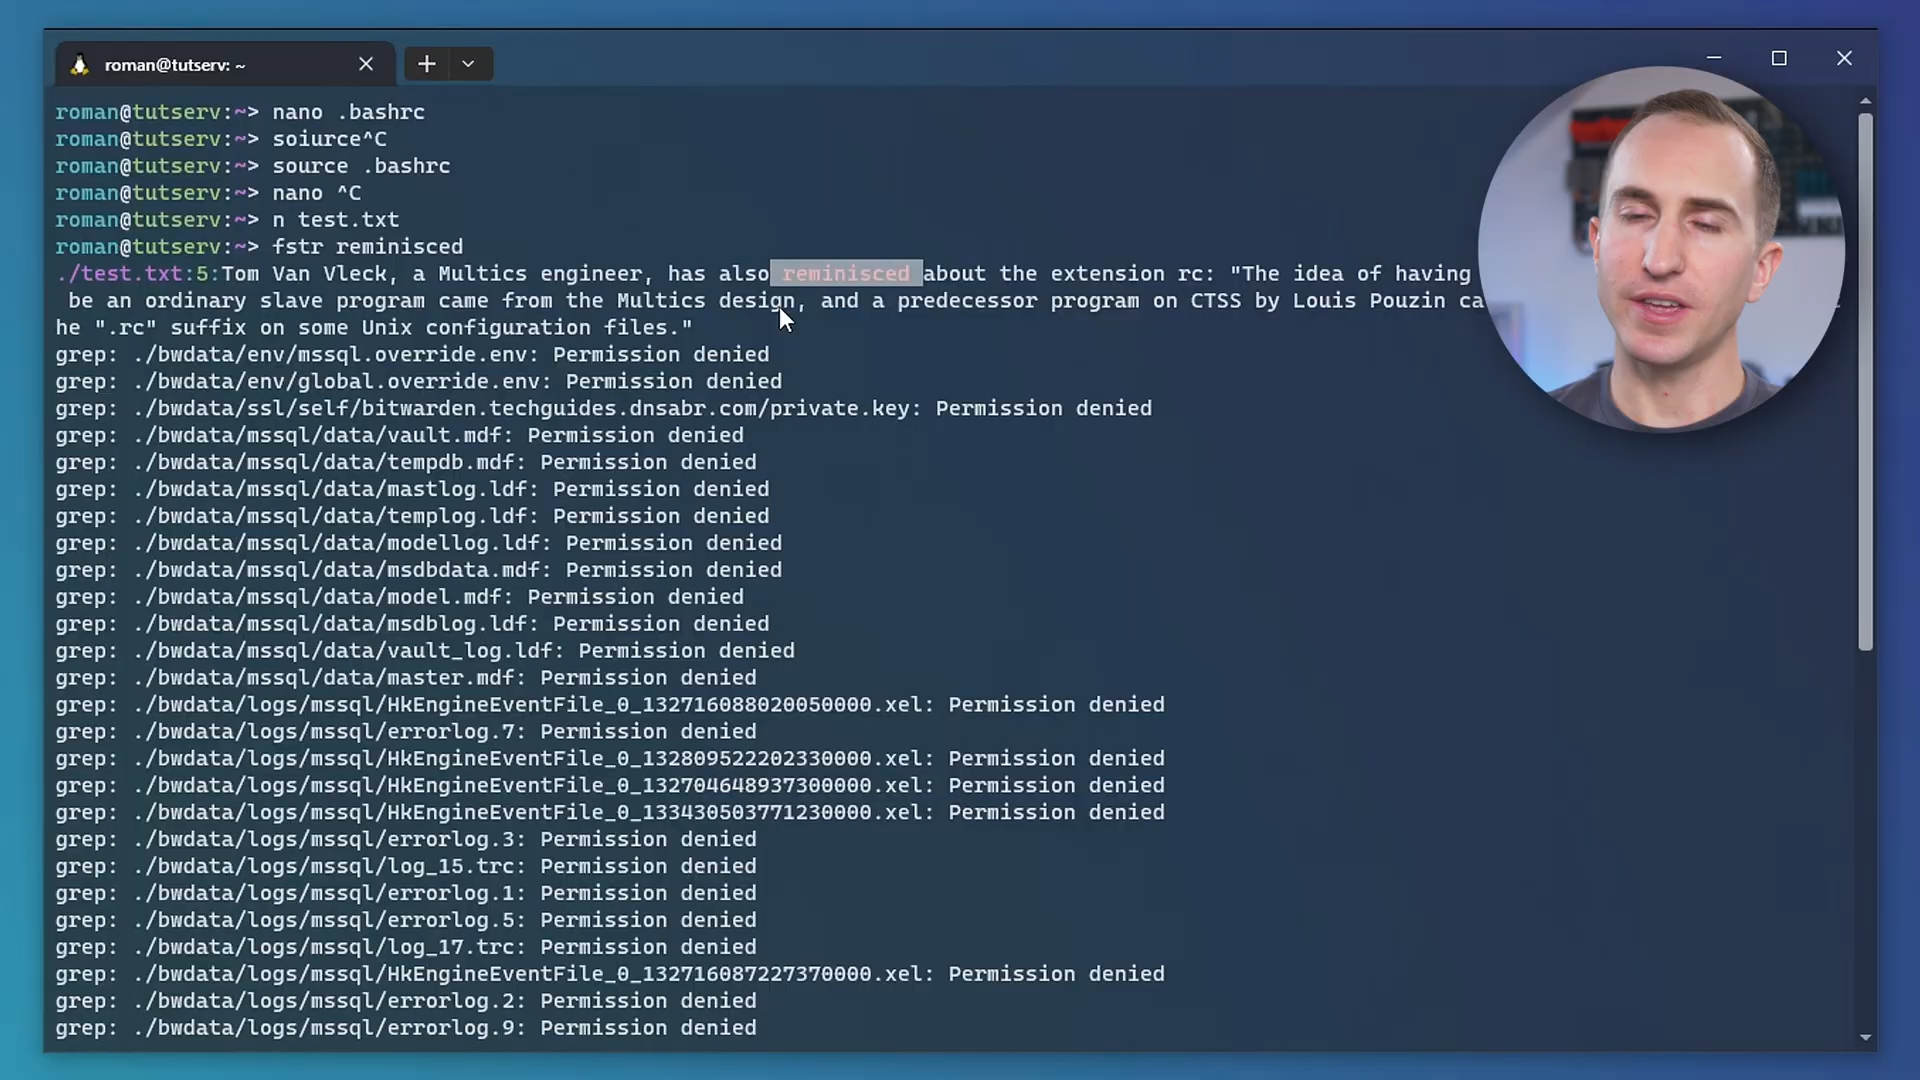 roman@tutserv: ~
roman@tutserv:~> nano .bashrc
roman@tutserv:~> soiurce^C
roman@tutserv:~> source .bashrc
roman@tutserv:~> nano ^C
roman@tutserv:~> n test.txt
roman@tutserv:~> fstr reminisced
./test.txt:5:Tom Van Vleck, a Multics engineer, has also reminisced about the extension rc: "The idea of having
be an ordinary slave program came from the Multics design, and a predecessor program on CTSS by Louis Pouzin ca
he ".rc" suffix on some Unix configuration files."
grep: ./bwdata/env/mssql.override.env: Permission denied
grep: ./bwdata/env/global.override.env: Permission denied
grep: ./bwdata/ssl/self/bitwarden.techguides.dnsabr.com/private.key: Permission denied
grep: ./bwdata/mssql/data/vault.mdf: Permission denied
grep: ./bwdata/mssql/data/tempdb.mdf: Permission denied
grep: ./bwdata/mssql/data/mastlog.ldf: Permission denied
grep: ./bwdata/mssql/data/templog.ldf: Permission denied
grep: ./bwdata/mssql/data/modellog.ldf: Permission denied
grep: ./bwdata/mssql/data/msdbdata.mdf: Permission denied
grep: ./bwdata/mssql/data/model.mdf: Permission denied
grep: ./bwdata/mssql/data/msdblog.ldf: Permission denied
grep: ./bwdata/mssql/data/vault_log.ldf: Permission denied
grep: ./bwdata/mssql/data/master.mdf: Permission denied
grep: ./bwdata/logs/mssql/HkEngineEventFile_0_132716088020050000.xel: Permission denied
grep: ./bwdata/logs/mssql/errorlog.7: Permission denied
grep: ./bwdata/logs/mssql/HkEngineEventFile_0_132809522202330000.xel: Permission denied
grep: ./bwdata/logs/mssql/HkEngineEventFile_0_132704648937300000.xel: Permission denied
grep: ./bwdata/logs/mssql/HkEngineEventFile_0_133430503771230000.xel: Permission denied
grep: ./bwdata/logs/mssql/errorlog.3: Permission denied
grep: ./bwdata/logs/mssql/log_15.trc: Permission denied
grep: ./bwdata/logs/mssql/errorlog.1: Permission denied
grep: ./bwdata/logs/mssql/errorlog.5: Permission denied
grep: ./bwdata/logs/mssql/log_17.trc: Permission denied
grep: ./bwdata/logs/mssql/HkEngineEventFile_0_132716087227370000.xel: Permission denied
grep: ./bwdata/logs/mssql/errorlog.2: Permission denied
grep: ./bwdata/logs/mssql/errorlog.9: Permission denied